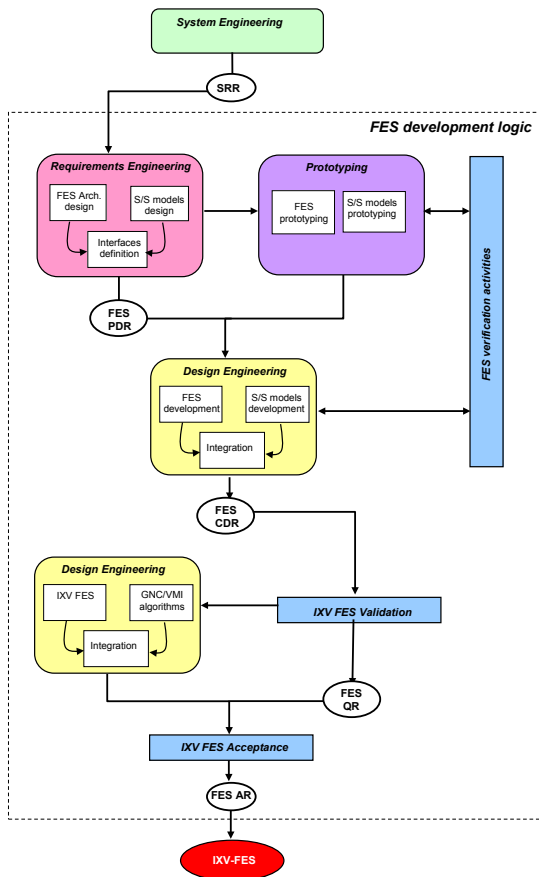 System Engineering
SRR
FES development logic
Requirements Engineering
FES Arch.
design
S/S models
design
Interfaces
definition
Prototyping
FES
prototyping
S/S models
prototyping
FES verification activities
FES
PDR
Design Engineering
FES
development
S/S models
development
Integration
FES
CDR
Design Engineering
IXV FES
GNC/VMI
algorithms
Integration
IXV FES Validation
FES
QR
IXV FES Acceptance
FES AR
IXV-FES